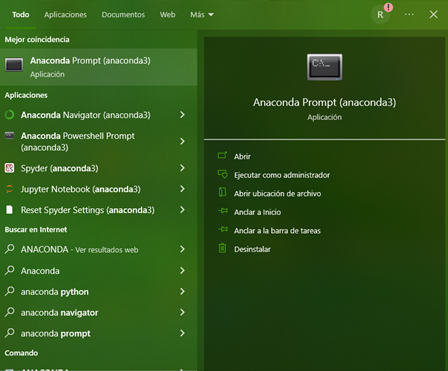 Todo Aplicaciones Documentos Web Más R !
Mejor coincidencia
Anaconda Prompt (anaconda3)
Aplicación
Aplicaciones
Anaconda Navigator (anaconda3)
Anaconda Powershell Prompt
(anaconda3)
Spyder (anaconda3)
Jupyter Notebook (anaconda3)
Reset Spyder Settings (anaconda3)
Buscar en Internet
ANACONDA - Ver resultados web
Anaconda
anaconda python
anaconda navigator
anaconda prompt
Comando
C:\_
Anaconda Prompt (anaconda3)
Aplicación
Abrir
Ejecutar como administrador
Abrir ubicación de archivo
Anclar a Inicio
Anclar a la barra de tareas
Desinstalar